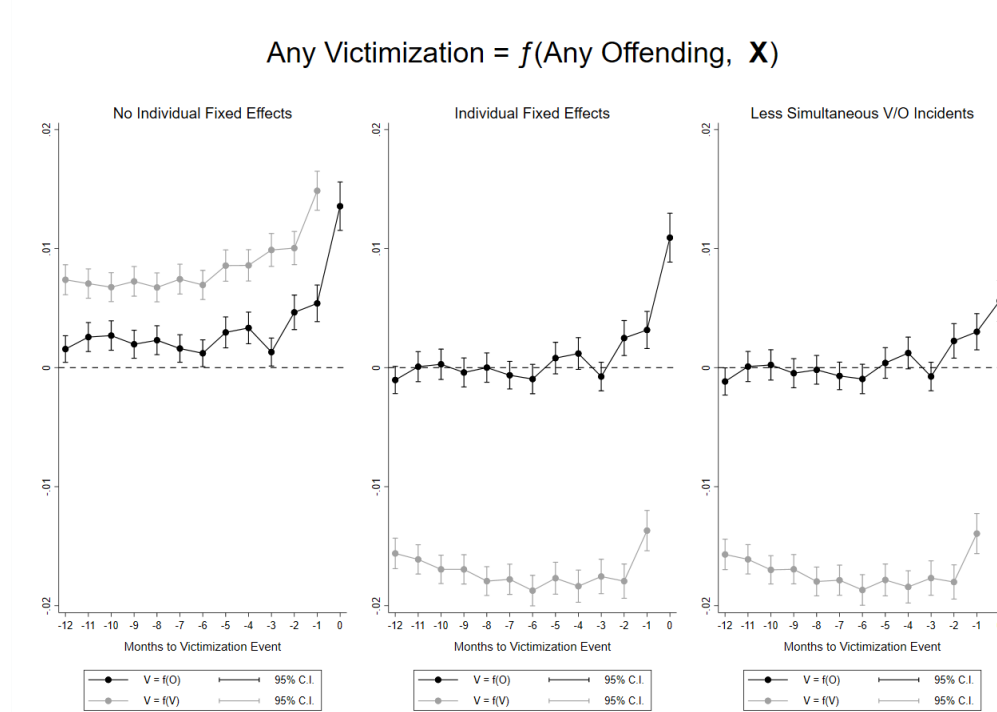 Any Victimization = ƒ(Any Offending, X)
No Individual Fixed Effects
.02
.01
0
-.01
-.02
-12 -11 -10 -9 -8 -7 -6 -5 -4 -3 -2 -1 0
Months to Victimization Event
V = f(O) 95% C.I.
V = f(V) 95% C.I.
Individual Fixed Effects
.02
.01
0
-.01
-.02
-12 -11 -10 -9 -8 -7 -6 -5 -4 -3 -2 -1 0
Months to Victimization Event
V = f(O) 95% C.I.
V = f(V) 95% C.I.
Less Simultaneous V/O Incidents
.02
.01
0
-.01
-.02
-12 -11 -10 -9 -8 -7 -6 -5 -4 -3 -2 -1
Months to Victimization Event
V = f(O) 95% C.I.
V = f(V) 95% C.I.